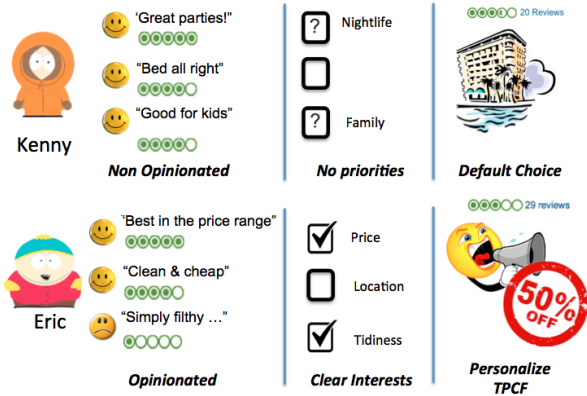 "Great parties!"
"Bed all right"
"Good for kids"
Kenny
Non Opinionated
? Nightlife
? Family
No priorities
20 Reviews
Default Choice
"Best in the price range"
"Clean & cheap"
"Simply filthy ..."
Eric
Opinionated
Price
Location
Tidiness
Clear Interests
29 reviews
50%
OFF
Personalize
TPCF